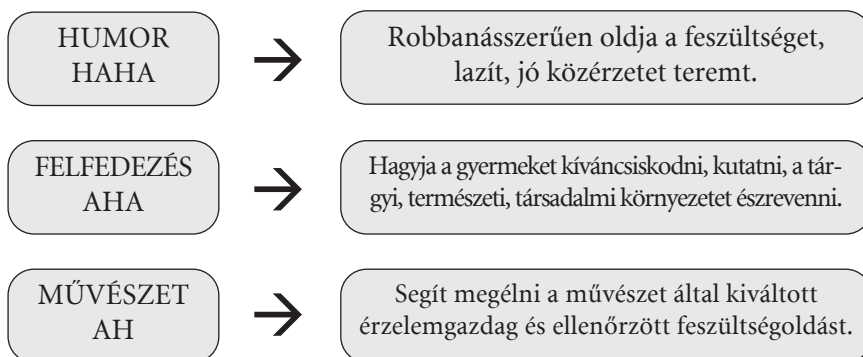 HUMOR
HAHA
Robbanásszerűen oldja a feszültséget,
lazít, jó közérzetet teremt.
FELFEDEZÉS
AHA
Hagyja a gyermeket kíváncsiskodni, kutatni, a tár-
gyi, természeti, társadalmi környezetet észrevenni.
MŰVÉSZET
AH
Segít megélni a művészet által kiváltott
érzelemgazdag és ellenőrzött feszültségoldást.